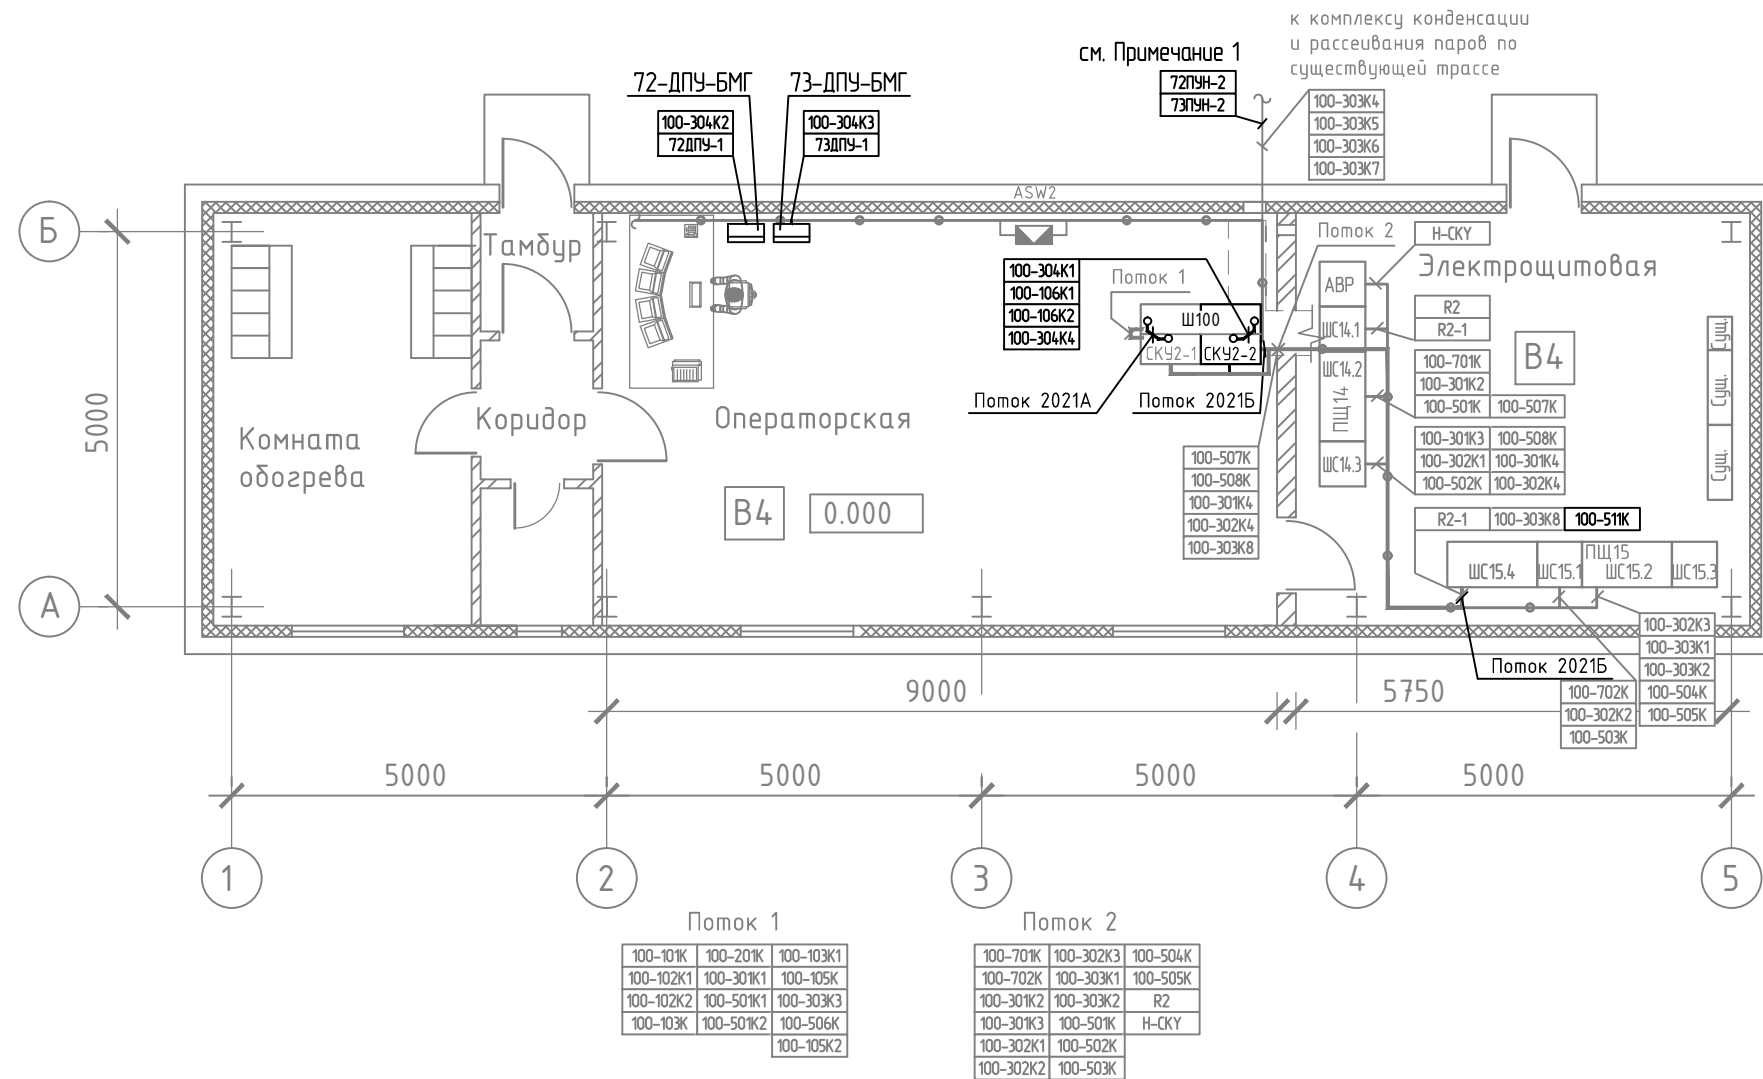 к комплексу конденсации
и рассеивания паров по
существующей трассе
см. Примечание 1
72ПУН-2
73ПУН-2
100-303К4
100-303К5
100-303К6
100-303К7
72-ДПУ-БМГ
73-ДПУ-БМГ
100-304К2
72ДПУ-1
100-304К3
73ДПУ-1
ASW2
Б
А
5000
Тамбур
Коридор
Комната
обогрева
Операторская
В4
0.000
100-304К1
100-106К1
100-106К2
100-304К4
Поток 1
Ш100
СКУ2-1
СКУ2-2
Поток 2021А
Поток 2021Б
Поток 2
100-507К
100-508К
100-301К4
100-302К4
100-303К8
Н-СКУ
Электрощитовая
АВР
ШС14.1
ШС14.2
ПЩ14
ШС14.3
R2
R2-1
В4
100-701К
100-301К2
100-501К 100-507К
100-301К3 100-508К
100-302К1 100-301К4
100-502К 100-302К4
R2-1 100-303К8 100-511К
Сущ.
Сущ.
Сущ.
ПЩ15
ШС15.4 ШС15.1 ШС15.2 ШС15.3
Поток 2021Б
100-302К3
100-303К1
100-303К2
100-504К
100-505К
100-702К
100-302К2
100-503К
9000
5750
5000
5000
5000
5000
1
2
3
4
5
Поток 1
100-101К 100-201К 100-103К1
100-102К1 100-301К1 100-105К
100-102К2 100-501К1 100-303К3
100-103К 100-501К2 100-506К
100-105К2
Поток 2
100-701К 100-302К3 100-504К
100-702К 100-303К1 100-505К
100-301К2 100-303К2 R2
100-301К3 100-501К Н-СКУ
100-302К1 100-502К
100-302К2 100-503К